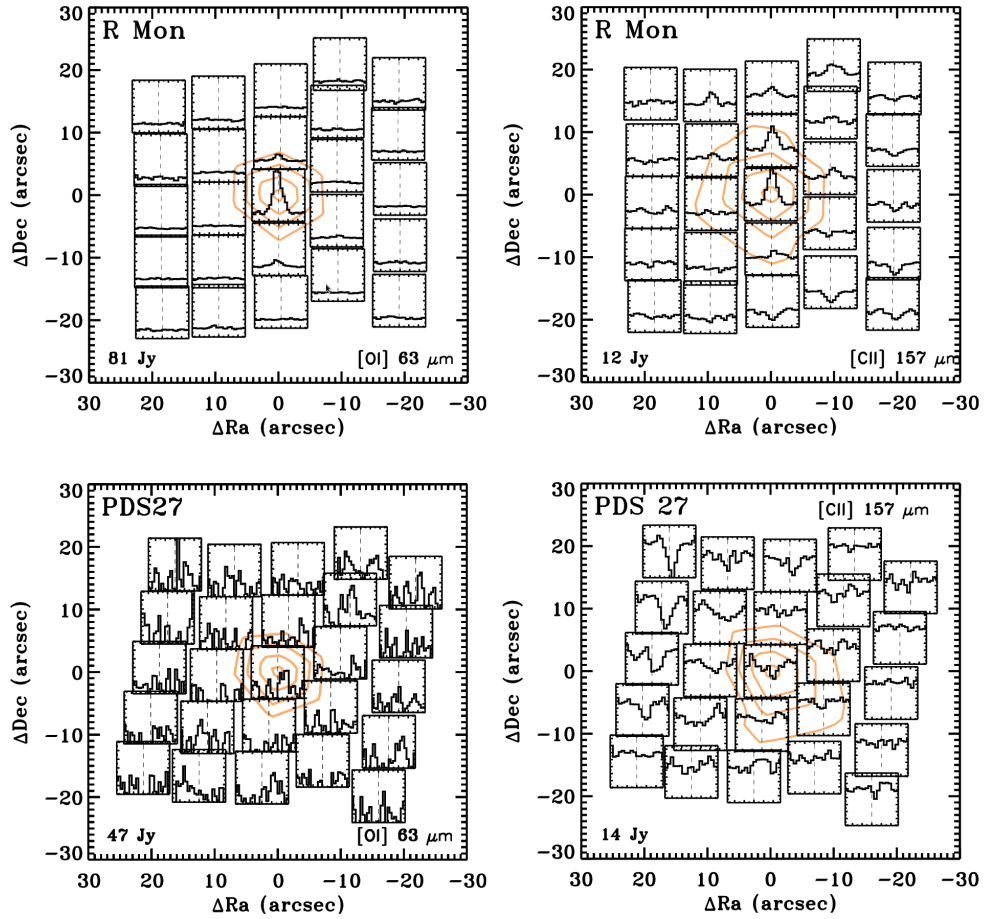 R Mon
30
20
10
0
−10
−20
−30
ΔDec (arcsec)
81 Jy
[OI] 63 μm
30 20 10 0 −10 −20 −30
ΔRa (arcsec)
R Mon
30
20
10
0
−10
−20
−30
ΔDec (arcsec)
12 Jy
[CII] 157 μm
30 20 10 0 −10 −20 −30
ΔRa (arcsec)
PDS27
30
20
10
0
−10
−20
−30
ΔDec (arcsec)
47 Jy
[OI] 63 μm
30 20 10 0 −10 −20 −30
ΔRa (arcsec)
PDS 27
[CII] 157 μm
30
20
10
0
−10
−20
−30
ΔDec (arcsec)
14 Jy
30 20 10 0 −10 −20 −30
ΔRa (arcsec)